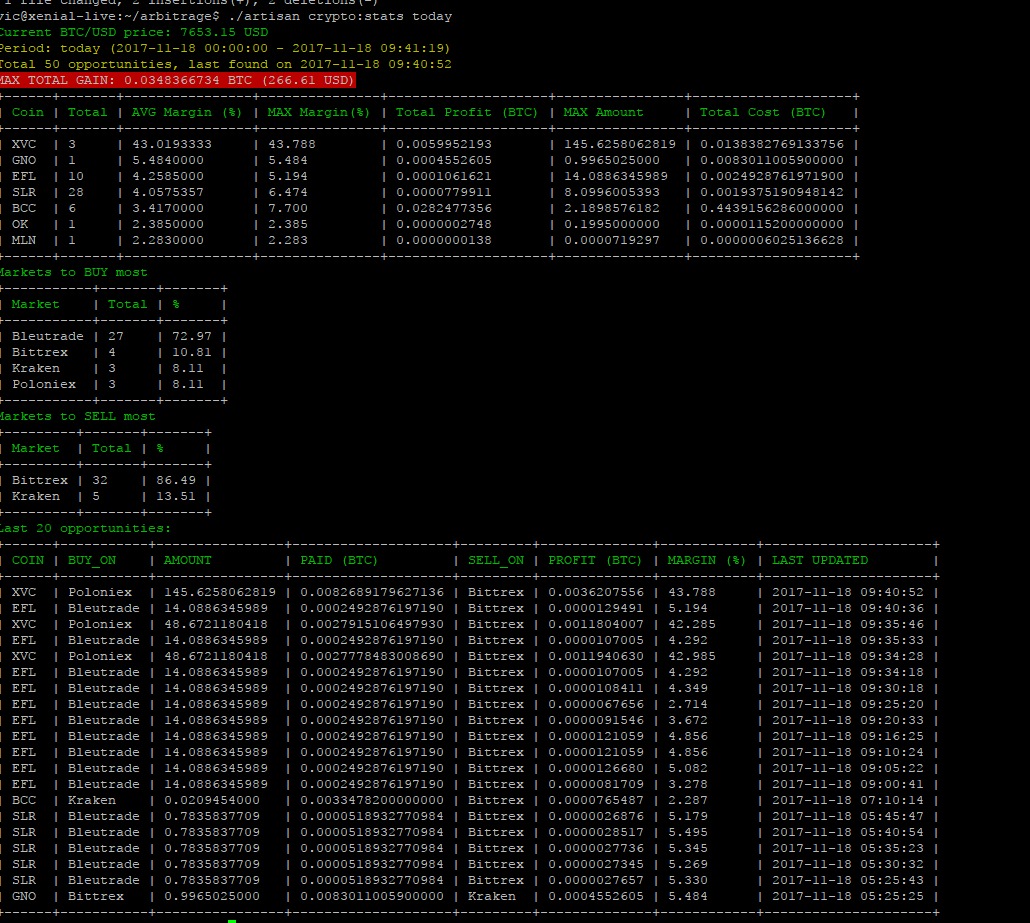 1 file changed, 2 insertions(+), 2 deletions(-)
vic@xenial-live:~/arbitrage$ ./artisan crypto:stats today
Current BTC/USD price: 7653.15 USD
Period: today (2017-11-18 00:00:00 - 2017-11-18 09:41:19)
Total 50 opportunities, last found on 2017-11-18 09:40:52
MAX TOTAL GAIN: 0.0348366734 BTC (266.61 USD)
| Coin | Total | AVG Margin (%) | MAX Margin(%) | Total Profit (BTC) | MAX Amount | Total Cost (BTC) |
| XVC | 3 | 43.0193333 | 43.788 | 0.0059952193 | 145.6258062819 | 0.0138382769133756 |
| GNO | 1 | 5.4840000 | 5.484 | 0.0004552605 | 0.9965025000 | 0.0083011005900000 |
| EFL | 10 | 4.2585000 | 5.194 | 0.0001061621 | 14.0886345989 | 0.0024928761971900 |
| SLR | 28 | 4.0575357 | 6.474 | 0.0000779911 | 8.0996005393 | 0.0019375190948142 |
| BCC | 6 | 3.4170000 | 7.700 | 0.0282477356 | 2.1898576182 | 0.4439156286000000 |
| OK | 1 | 2.3850000 | 2.385 | 0.0000002748 | 0.1995000000 | 0.0000115200000000 |
| MLN | 1 | 2.2830000 | 2.283 | 0.0000000138 | 0.0000719297 | 0.0000006025136628 |
Markets to BUY most
| Market | Total | % |
| Bleutrade | 27 | 72.97 |
| Bittrex | 4 | 10.81 |
| Kraken | 3 | 8.11 |
| Poloniex | 3 | 8.11 |
Markets to SELL most
| Market | Total | % |
| Bittrex | 32 | 86.49 |
| Kraken | 5 | 13.51 |
Last 20 opportunities:
| COIN | BUY_ON | AMOUNT | PAID (BTC) | SELL_ON | PROFIT (BTC) | MARGIN (%) | LAST UPDATED |
| XVC | Poloniex | 145.6258062819 | 0.0082689179627136 | Bittrex | 0.0036207556 | 43.788 | 2017-11-18 09:40:52 |
| EFL | Bleutrade | 14.0886345989 | 0.0002492876197190 | Bittrex | 0.0000129491 | 5.194 | 2017-11-18 09:40:36 |
| XVC | Poloniex | 48.6721180418 | 0.0027915106497930 | Bittrex | 0.0011804007 | 42.285 | 2017-11-18 09:35:46 |
| EFL | Bleutrade | 14.0886345989 | 0.0002492876197190 | Bittrex | 0.0000107005 | 4.292 | 2017-11-18 09:35:33 |
| XVC | Poloniex | 48.6721180418 | 0.0027778483008690 | Bittrex | 0.0011940630 | 42.985 | 2017-11-18 09:34:28 |
| EFL | Bleutrade | 14.0886345989 | 0.0002492876197190 | Bittrex | 0.0000107005 | 4.292 | 2017-11-18 09:34:18 |
| EFL | Bleutrade | 14.0886345989 | 0.0002492876197190 | Bittrex | 0.0000108411 | 4.349 | 2017-11-18 09:30:18 |
| EFL | Bleutrade | 14.0886345989 | 0.0002492876197190 | Bittrex | 0.0000067656 | 2.714 | 2017-11-18 09:25:20 |
| EFL | Bleutrade | 14.0886345989 | 0.0002492876197190 | Bittrex | 0.0000091546 | 3.672 | 2017-11-18 09:20:33 |
| EFL | Bleutrade | 14.0886345989 | 0.0002492876197190 | Bittrex | 0.0000121059 | 4.856 | 2017-11-18 09:16:25 |
| EFL | Bleutrade | 14.0886345989 | 0.0002492876197190 | Bittrex | 0.0000121059 | 4.856 | 2017-11-18 09:10:24 |
| EFL | Bleutrade | 14.0886345989 | 0.0002492876197190 | Bittrex | 0.0000126680 | 5.082 | 2017-11-18 09:05:22 |
| EFL | Bleutrade | 14.0886345989 | 0.0002492876197190 | Bittrex | 0.0000081709 | 3.278 | 2017-11-18 09:00:41 |
| BCC | Kraken | 0.0209454000 | 0.0033478200000000 | Bittrex | 0.0000765487 | 2.287 | 2017-11-18 07:10:14 |
| SLR | Bleutrade | 0.7835837709 | 0.0000518932770984 | Bittrex | 0.0000026876 | 5.179 | 2017-11-18 05:45:47 |
| SLR | Bleutrade | 0.7835837709 | 0.0000518932770984 | Bittrex | 0.0000028517 | 5.495 | 2017-11-18 05:40:54 |
| SLR | Bleutrade | 0.7835837709 | 0.0000518932770984 | Bittrex | 0.0000027736 | 5.345 | 2017-11-18 05:35:23 |
| SLR | Bleutrade | 0.7835837709 | 0.0000518932770984 | Bittrex | 0.0000027345 | 5.269 | 2017-11-18 05:30:32 |
| SLR | Bleutrade | 0.7835837709 | 0.0000518932770984 | Bittrex | 0.0000027657 | 5.330 | 2017-11-18 05:25:43 |
| GNO | Bittrex | 0.9965025000 | 0.0083011005900000 | Kraken | 0.0004552605 | 5.484 | 2017-11-18 05:25:25 |